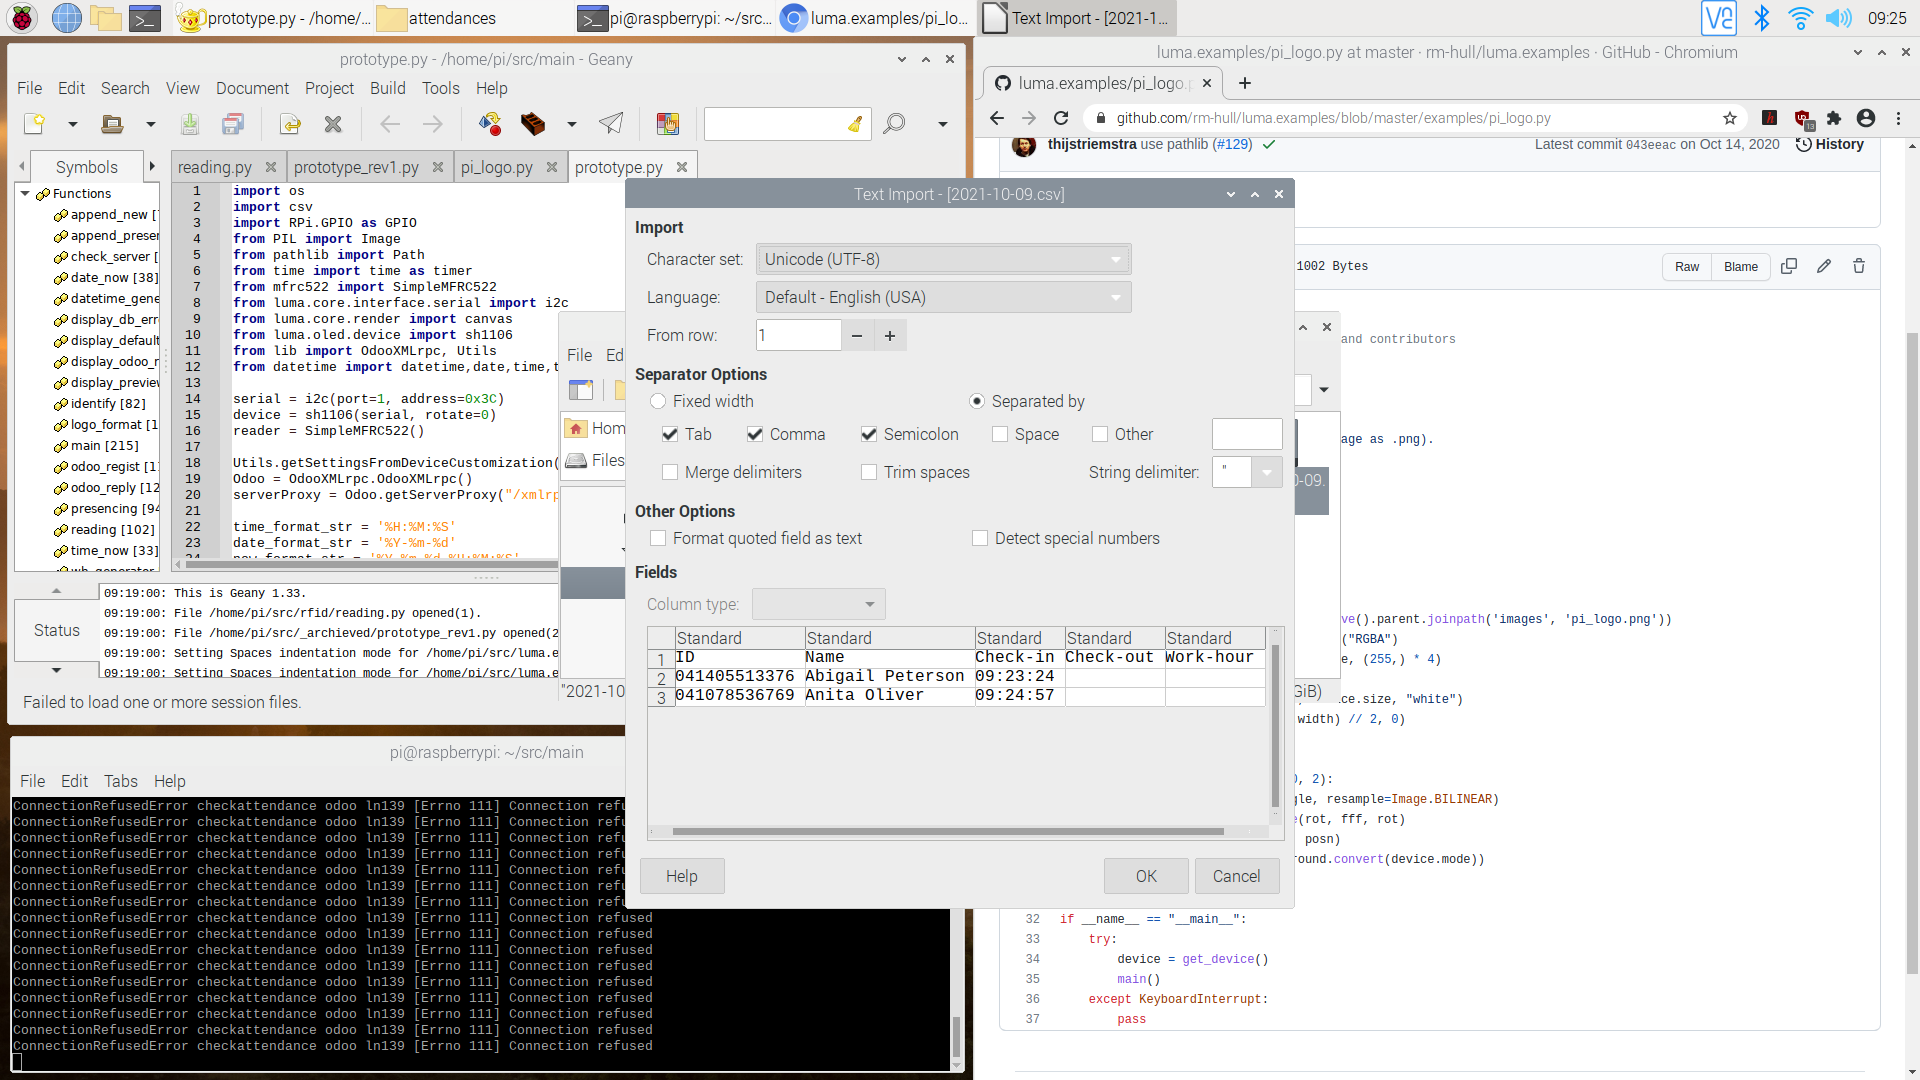 prototype.py - /home/...
attendances
pi@raspberrypi: ~/src...
luma.examples/pi_lo...
Text Import - [2021-1...
09:25
prototype.py - /home/pi/src/main - Geany
File Edit Search View Document Project Build Tools Help
Symbols
reading.py
prototype_rev1.py
pi_logo.py
prototype.py
Functions
append_new [
append_preser
check_server [
date_now [38]
datetime_gene
display_db_err
display_default
display_odoo_r
display_preview
identify [82]
logo_format [1
main [215]
odoo_regist [1
odoo_reply [12
presencing [94
reading [102]
time_now [33]
1 import os
2 import csv
3 import RPi.GPIO as GPIO
4 from PIL import Image
5 from pathlib import Path
6 from time import time as timer
7 from mfrc522 import SimpleMFRC522
8 from luma.core.interface.serial import i2c
9 from luma.core.render import canvas
10 from luma.oled.device import sh1106
11 from lib import OdooXMLrpc, Utils
12 from datetime import datetime,date,time,t
13
14 serial = i2c(port=1, address=0x3C)
15 device = sh1106(serial, rotate=0)
16 reader = SimpleMFRC522()
17
18 Utils.getSettingsFromDeviceCustomization(
19 Odoo = OdooXMLrpc.OdooXMLrpc()
20 serverProxy = Odoo.getServerProxy("/xmlrp
21
22 time_format_str = '%H:%M:%S'
23 date_format_str = '%Y-%m-%d'
Status
09:19:00: This is Geany 1.33.
09:19:00: File /home/pi/src/rfid/reading.py opened(1).
09:19:00: File /home/pi/src/_archieved/prototype_rev1.py opened(2
09:19:00: Setting Spaces indentation mode for /home/pi/src/luma.e
09:19:00: Setting Spaces indentation mode for /home/pi/src/luma.e
Failed to load one or more session files.
File Ed
Hom
Files
"2021-10
0-09.
GiB)
Text Import - [2021-10-09.csv]
Import
Character set: Unicode (UTF-8)
Language: Default - English (USA)
From row: 1 − +
Separator Options
Fixed width Separated by
Tab Comma Semicolon Space Other
Merge delimiters Trim spaces String delimiter: "
Other Options
Format quoted field as text Detect special numbers
Fields
Column type:
Standard Standard Standard Standard Standard
1 ID Name Check-in Check-out Work-hour
2 041405513376 Abigail Peterson 09:23:24
3 041078536769 Anita Oliver 09:24:57
Help OK Cancel
pi@raspberrypi: ~/src/main
File Edit Tabs Help
ConnectionRefusedError checkattendance odoo ln139 [Errno 111] Connection refu
ConnectionRefusedError checkattendance odoo ln139 [Errno 111] Connection refu
ConnectionRefusedError checkattendance odoo ln139 [Errno 111] Connection refu
ConnectionRefusedError checkattendance odoo ln139 [Errno 111] Connection refu
ConnectionRefusedError checkattendance odoo ln139 [Errno 111] Connection refu
ConnectionRefusedError checkattendance odoo ln139 [Errno 111] Connection refu
ConnectionRefusedError checkattendance odoo ln139 [Errno 111] Connection refu
ConnectionRefusedError checkattendance odoo ln139 [Errno 111] Connection refused
ConnectionRefusedError checkattendance odoo ln139 [Errno 111] Connection refused
ConnectionRefusedError checkattendance odoo ln139 [Errno 111] Connection refused
ConnectionRefusedError checkattendance odoo ln139 [Errno 111] Connection refused
ConnectionRefusedError checkattendance odoo ln139 [Errno 111] Connection refused
ConnectionRefusedError checkattendance odoo ln139 [Errno 111] Connection refused
ConnectionRefusedError checkattendance odoo ln139 [Errno 111] Connection refused
ConnectionRefusedError checkattendance odoo ln139 [Errno 111] Connection refused
ConnectionRefusedError checkattendance odoo ln139 [Errno 111] Connection refused
luma.examples/pi_logo.py at master · rm-hull/luma.examples · GitHub - Chromium
luma.examples/pi_logo.p
github.com/rm-hull/luma.examples/blob/master/examples/pi_logo.py
13
thijstriemstra use pathlib (#129) Latest commit 043eeac on Oct 14, 2020 History
1002 Bytes Raw Blame
and contributors
age as .png).
ve().parent.joinpath('images', 'pi_logo.png'))
("RGBA")
e, (255,) * 4)
ce.size, "white")
width) // 2, 0)
0, 2):
gle, resample=Image.BILINEAR)
e(rot, fff, rot)
posn)
round.convert(device.mode))
32 if __name__ == "__main__":
33 try:
34 device = get_device()
35 main()
36 except KeyboardInterrupt:
37 pass